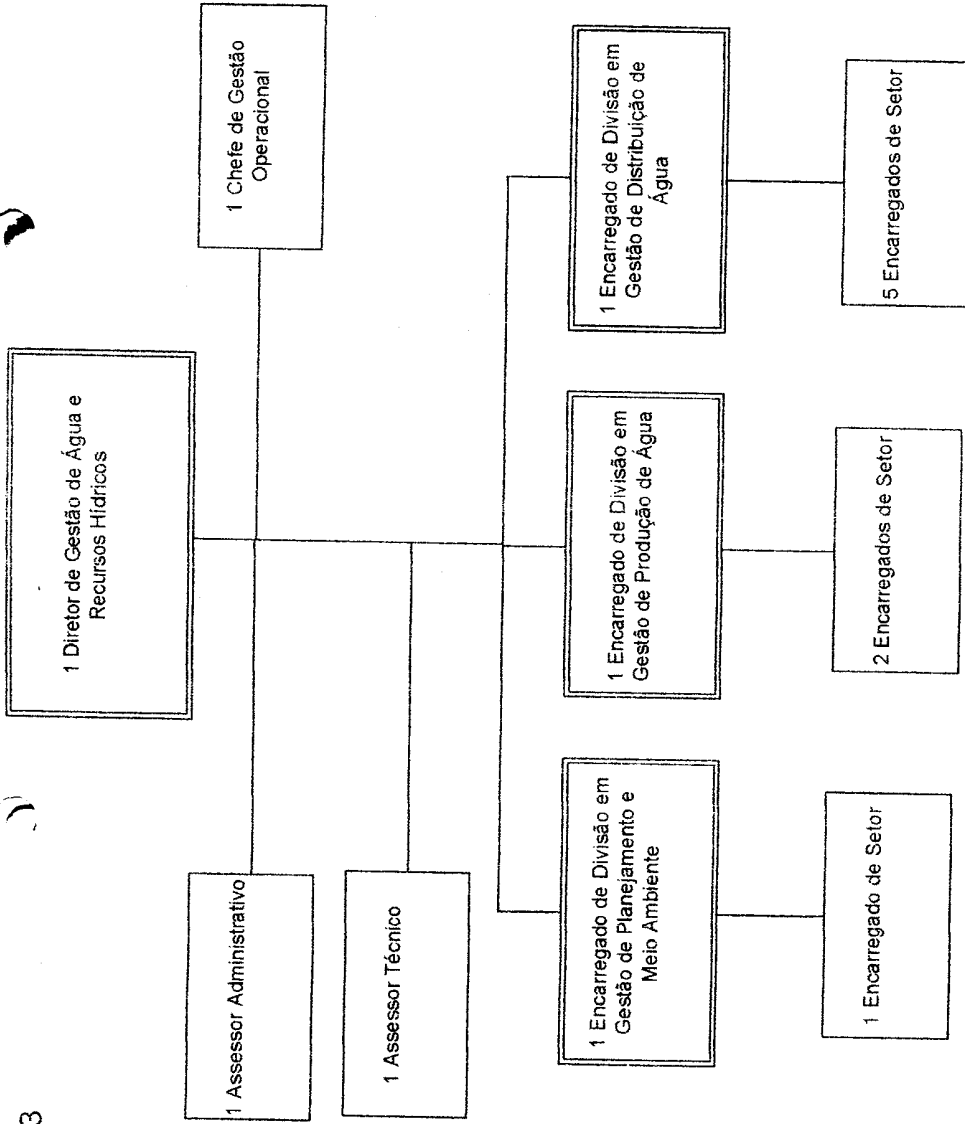 3
1 Diretor de Gestão de Água e
Recursos Hídricos
1 Assessor Administrativo
1 Chefe de Gestão
Operacional
1 Assessor Técnico
1 Encarregado de Divisão em
Gestão de Planejamento e
Meio Ambiente
1 Encarregado de Divisão em
Gestão de Produção de Água
1 Encarregado de Divisão em
Gestão de Distribuição de
Água
1 Encarregado de Setor
2 Encarregados de Setor
5 Encarregados de Setor